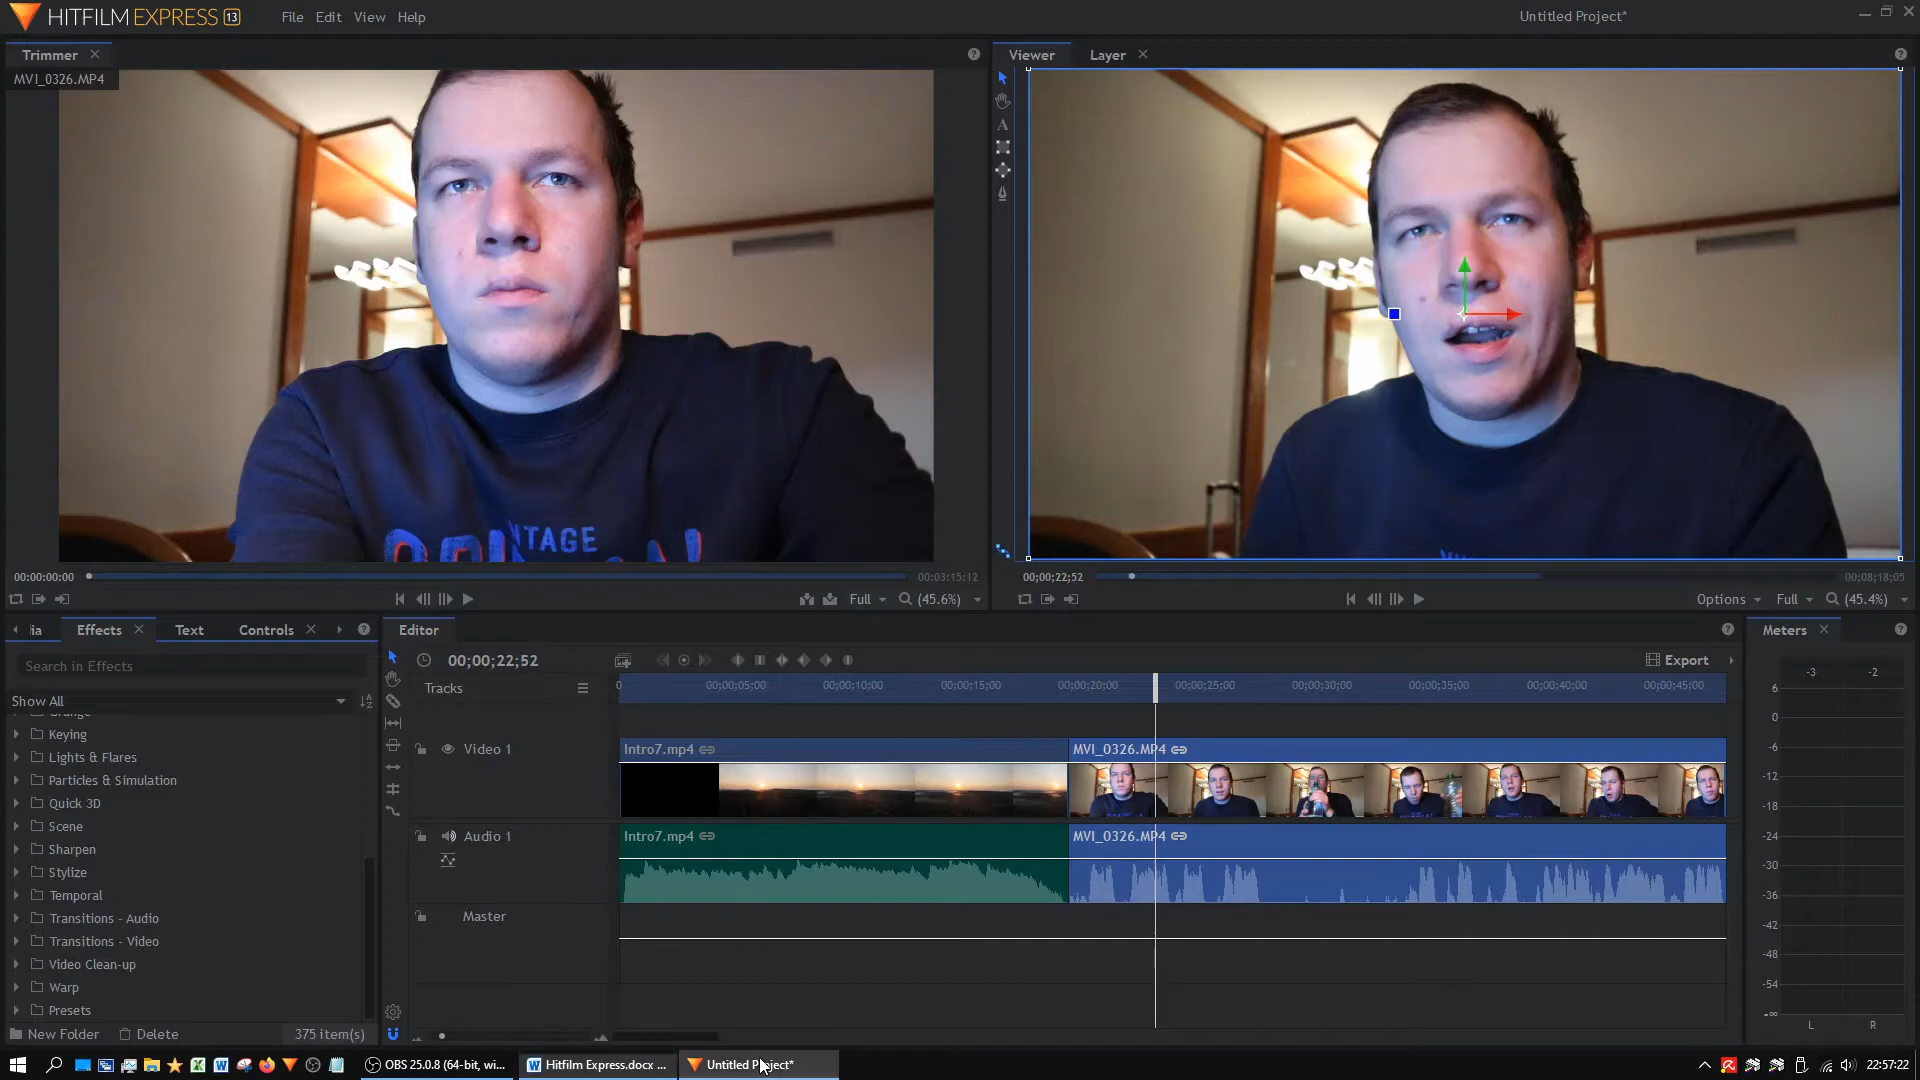 HITFILM EXPRESS 13
File Edit View Help
Untitled Project*
Trimmer
MVI_0326.MP4
Viewer
Layer
00:00:00:00
00:03:15:12
Full
(45.6%)
00;00;22;52
00;08;18;05
Options
Full
(45.4%)
ia
Effects
Text
Controls
Search in Effects
Show All
Keying
Lights & Flares
Particles & Simulation
Quick 3D
Scene
Sharpen
Stylize
Temporal
Transitions - Audio
Transitions - Video
Video Clean-up
Warp
Presets
New Folder
Delete
375 item(s)
Editor
00;00;22;52
Export
Tracks
0
00;00;05;00
00;00;10;00
00;00;15;00
00;00;20;00
00;00;25;00
00;00;30;00
00;00;35;00
00;00;40;00
00;00;45;00
Video 1
Intro7.mp4
MVI_0326.MP4
Audio 1
Intro7.mp4
MVI_0326.MP4
Master
Meters
-3
-2
6
0
-6
-12
-18
-24
-30
-36
-42
-48
-54
-∞
L
R
OBS 25.0.8 (64-bit, wi...
Hitfilm Express.docx ...
Untitled Project*
22:57:22